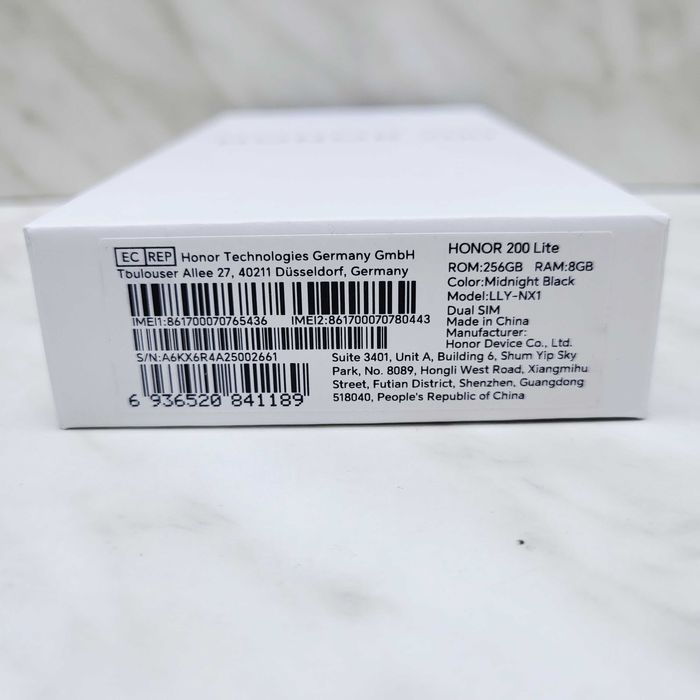 EC REP Honor Technologies Germany GmbH
Toulouser Allee 27, 40211 Düsseldorf, Germany
IMEI1:861700070765436 IMEI2:861700070780443
S/N:A6KX6R4A25002661
6 936520 841189
HONOR 200 Lite
ROM:256GB RAM:8GB
Color:Midnight Black
Model:LLY-NX1
Dual SIM
Made in China
Manufacturer:
Honor Device Co., Ltd.
Suite 3401, Unit A, Building 6, Shum Yip Sky
Park, No. 8089, Hongli West Road, Xiangmihu
Street, Futian District, Shenzhen, Guangdong
518040, People's Republic of China